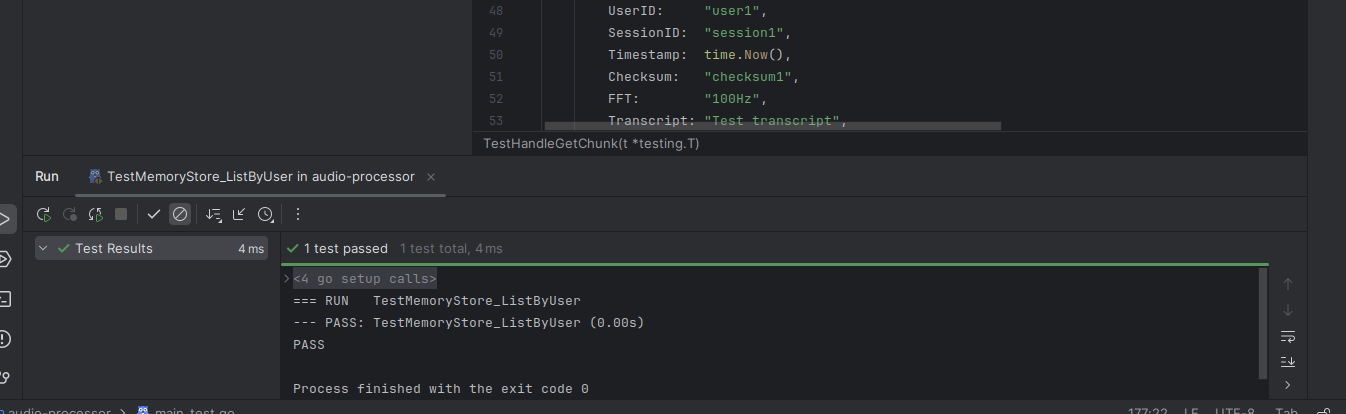 48 UserID: "user1",
49 SessionID: "session1",
50 Timestamp: time.Now(),
51 Checksum: "checksum1",
52 FFT: "100Hz",
53 Transcript: "Test transcript",
TestHandleGetChunk(t *testing.T)
Run TestMemoryStore_ListByUser in audio-processor
Test Results 4 ms
1 test passed 1 test total, 4 ms
<4 go setup calls>
=== RUN TestMemoryStore_ListByUser
--- PASS: TestMemoryStore_ListByUser (0.00s)
PASS
Process finished with the exit code 0
audio-processor > main_test.go 177:22 LF UTF-8 Tab